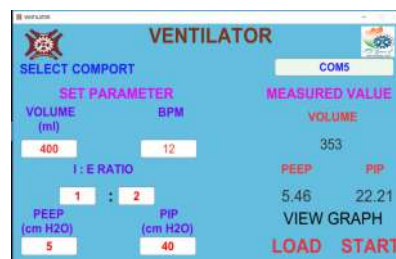 VENTILATOR
VENTILATOR
SELECT COMPORT
COM5
SET PARAMETER
MEASURED VALUE
VOLUME
(ml)
BPM
VOLUME
400
12
353
I : E RATIO
PEEP
PIP
1 : 2
5.46
22.21
PEEP
(cm H2O)
PIP
(cm H2O)
VIEW GRAPH
5
40
LOAD
START